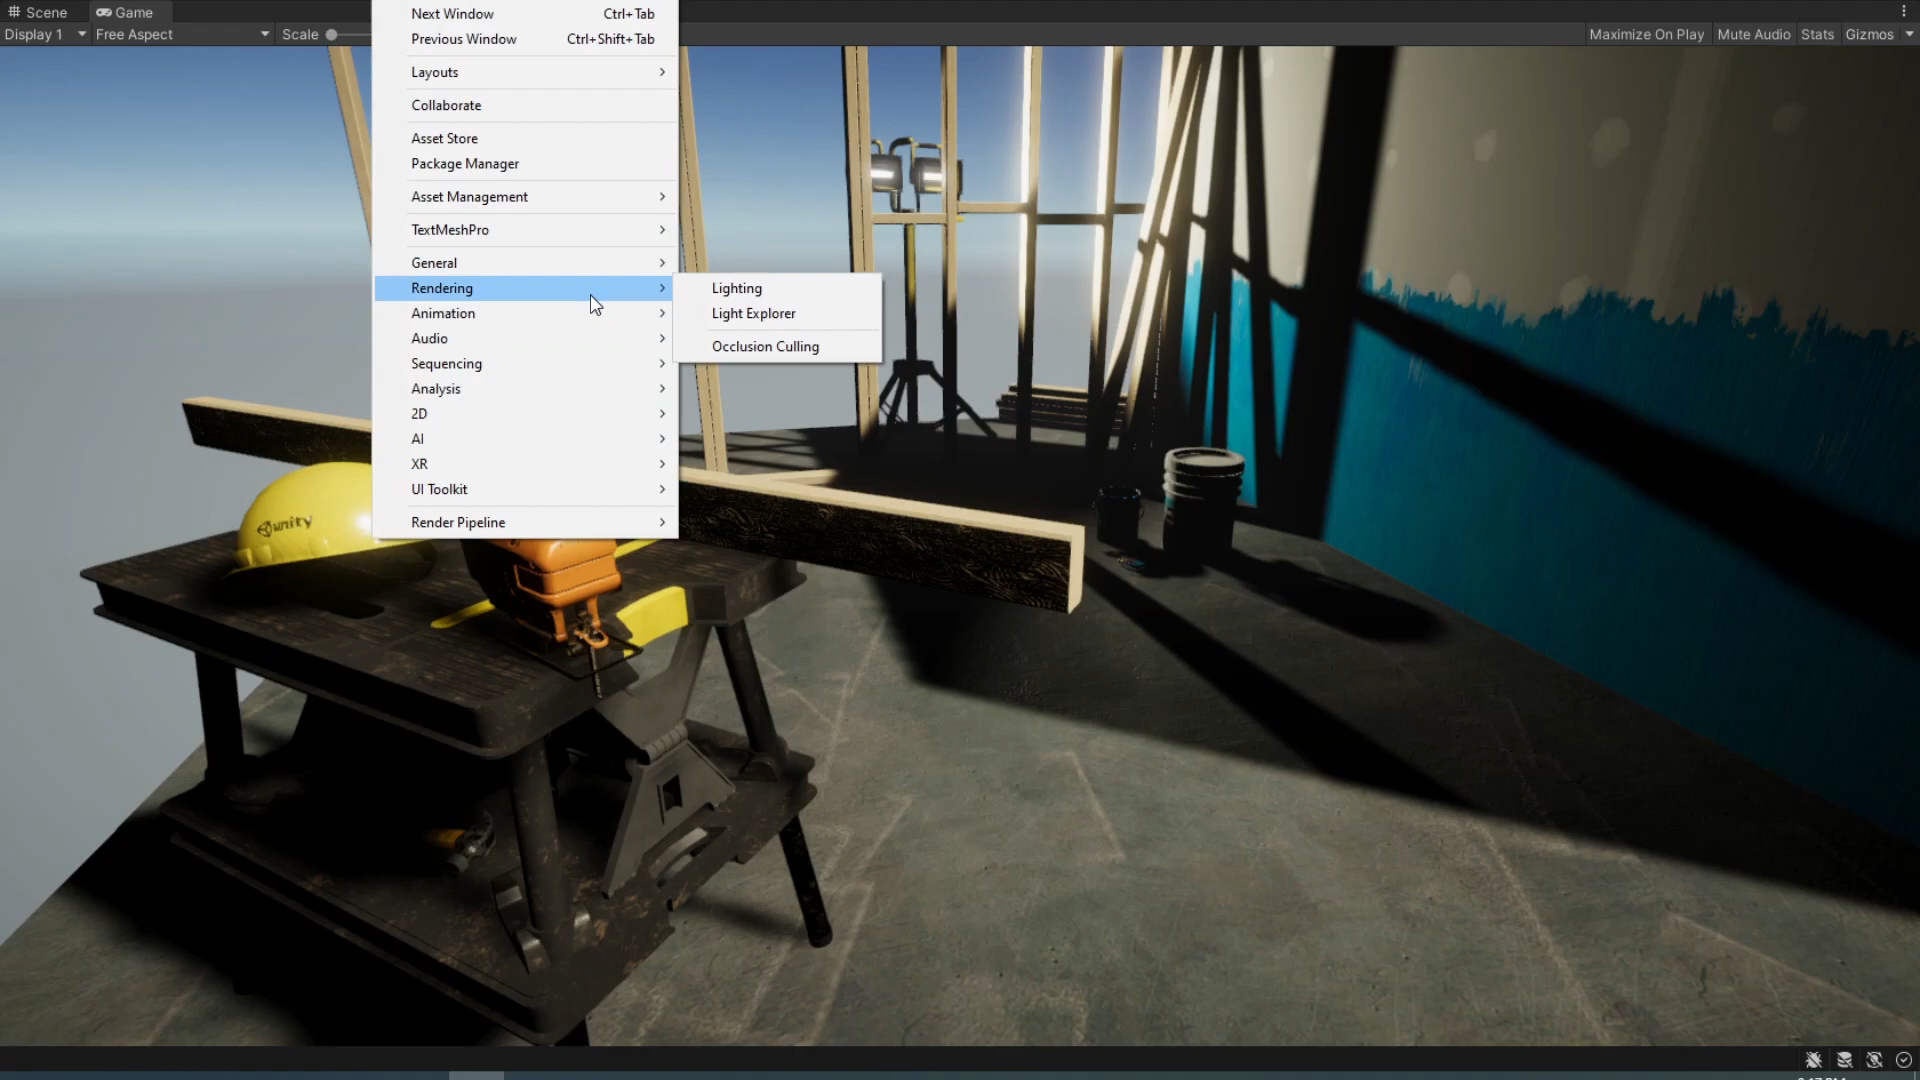 Scene
Game
Display 1
Free Aspect
Scale
Maximize On Play
Mute Audio
Stats
Gizmos
Next Window Ctrl+Tab
Previous Window Ctrl+Shift+Tab
Layouts
Collaborate
Asset Store
Package Manager
Asset Management
TextMeshPro
General
Rendering
Animation
Audio
Sequencing
Analysis
2D
AI
XR
UI Toolkit
Render Pipeline
Lighting
Light Explorer
Occlusion Culling
unity